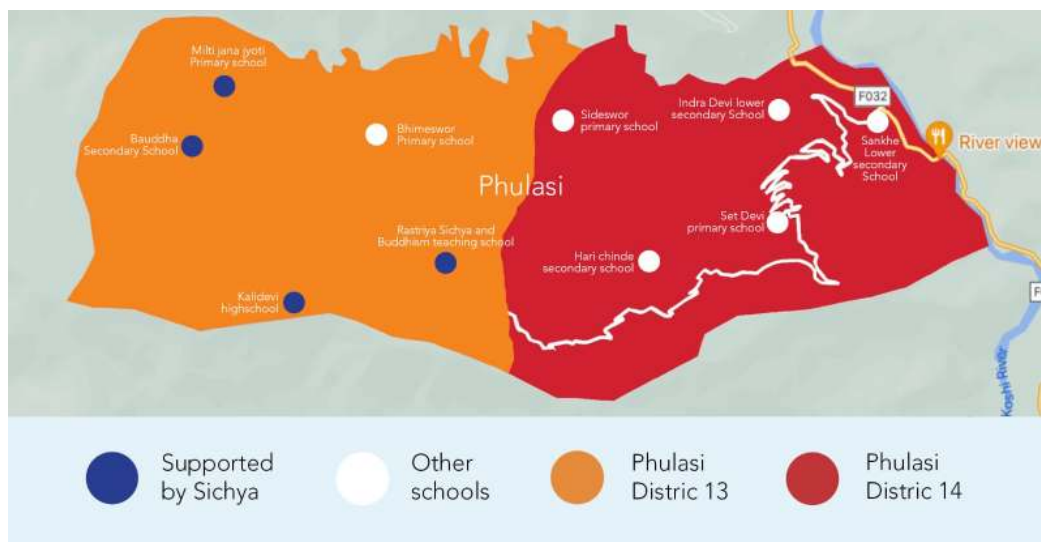 Milti jana jyoti
Primary school
Bauddha
Secondary School
Bhimeswor
Primary school
Sideswor
primary school
Indra Devi lower
secondary School
F032
Sankhe
Lower
secondary
School
River view
Phulasi
Set Devi
primary school
Rastriya Sichya and
Buddhism teaching school
Hari chinde
secondary school
Kalidevi
highschool
F
Koshi River
Supported
by Sichya
Other
schools
Phulasi
Distric 13
Phulasi
Distric 14